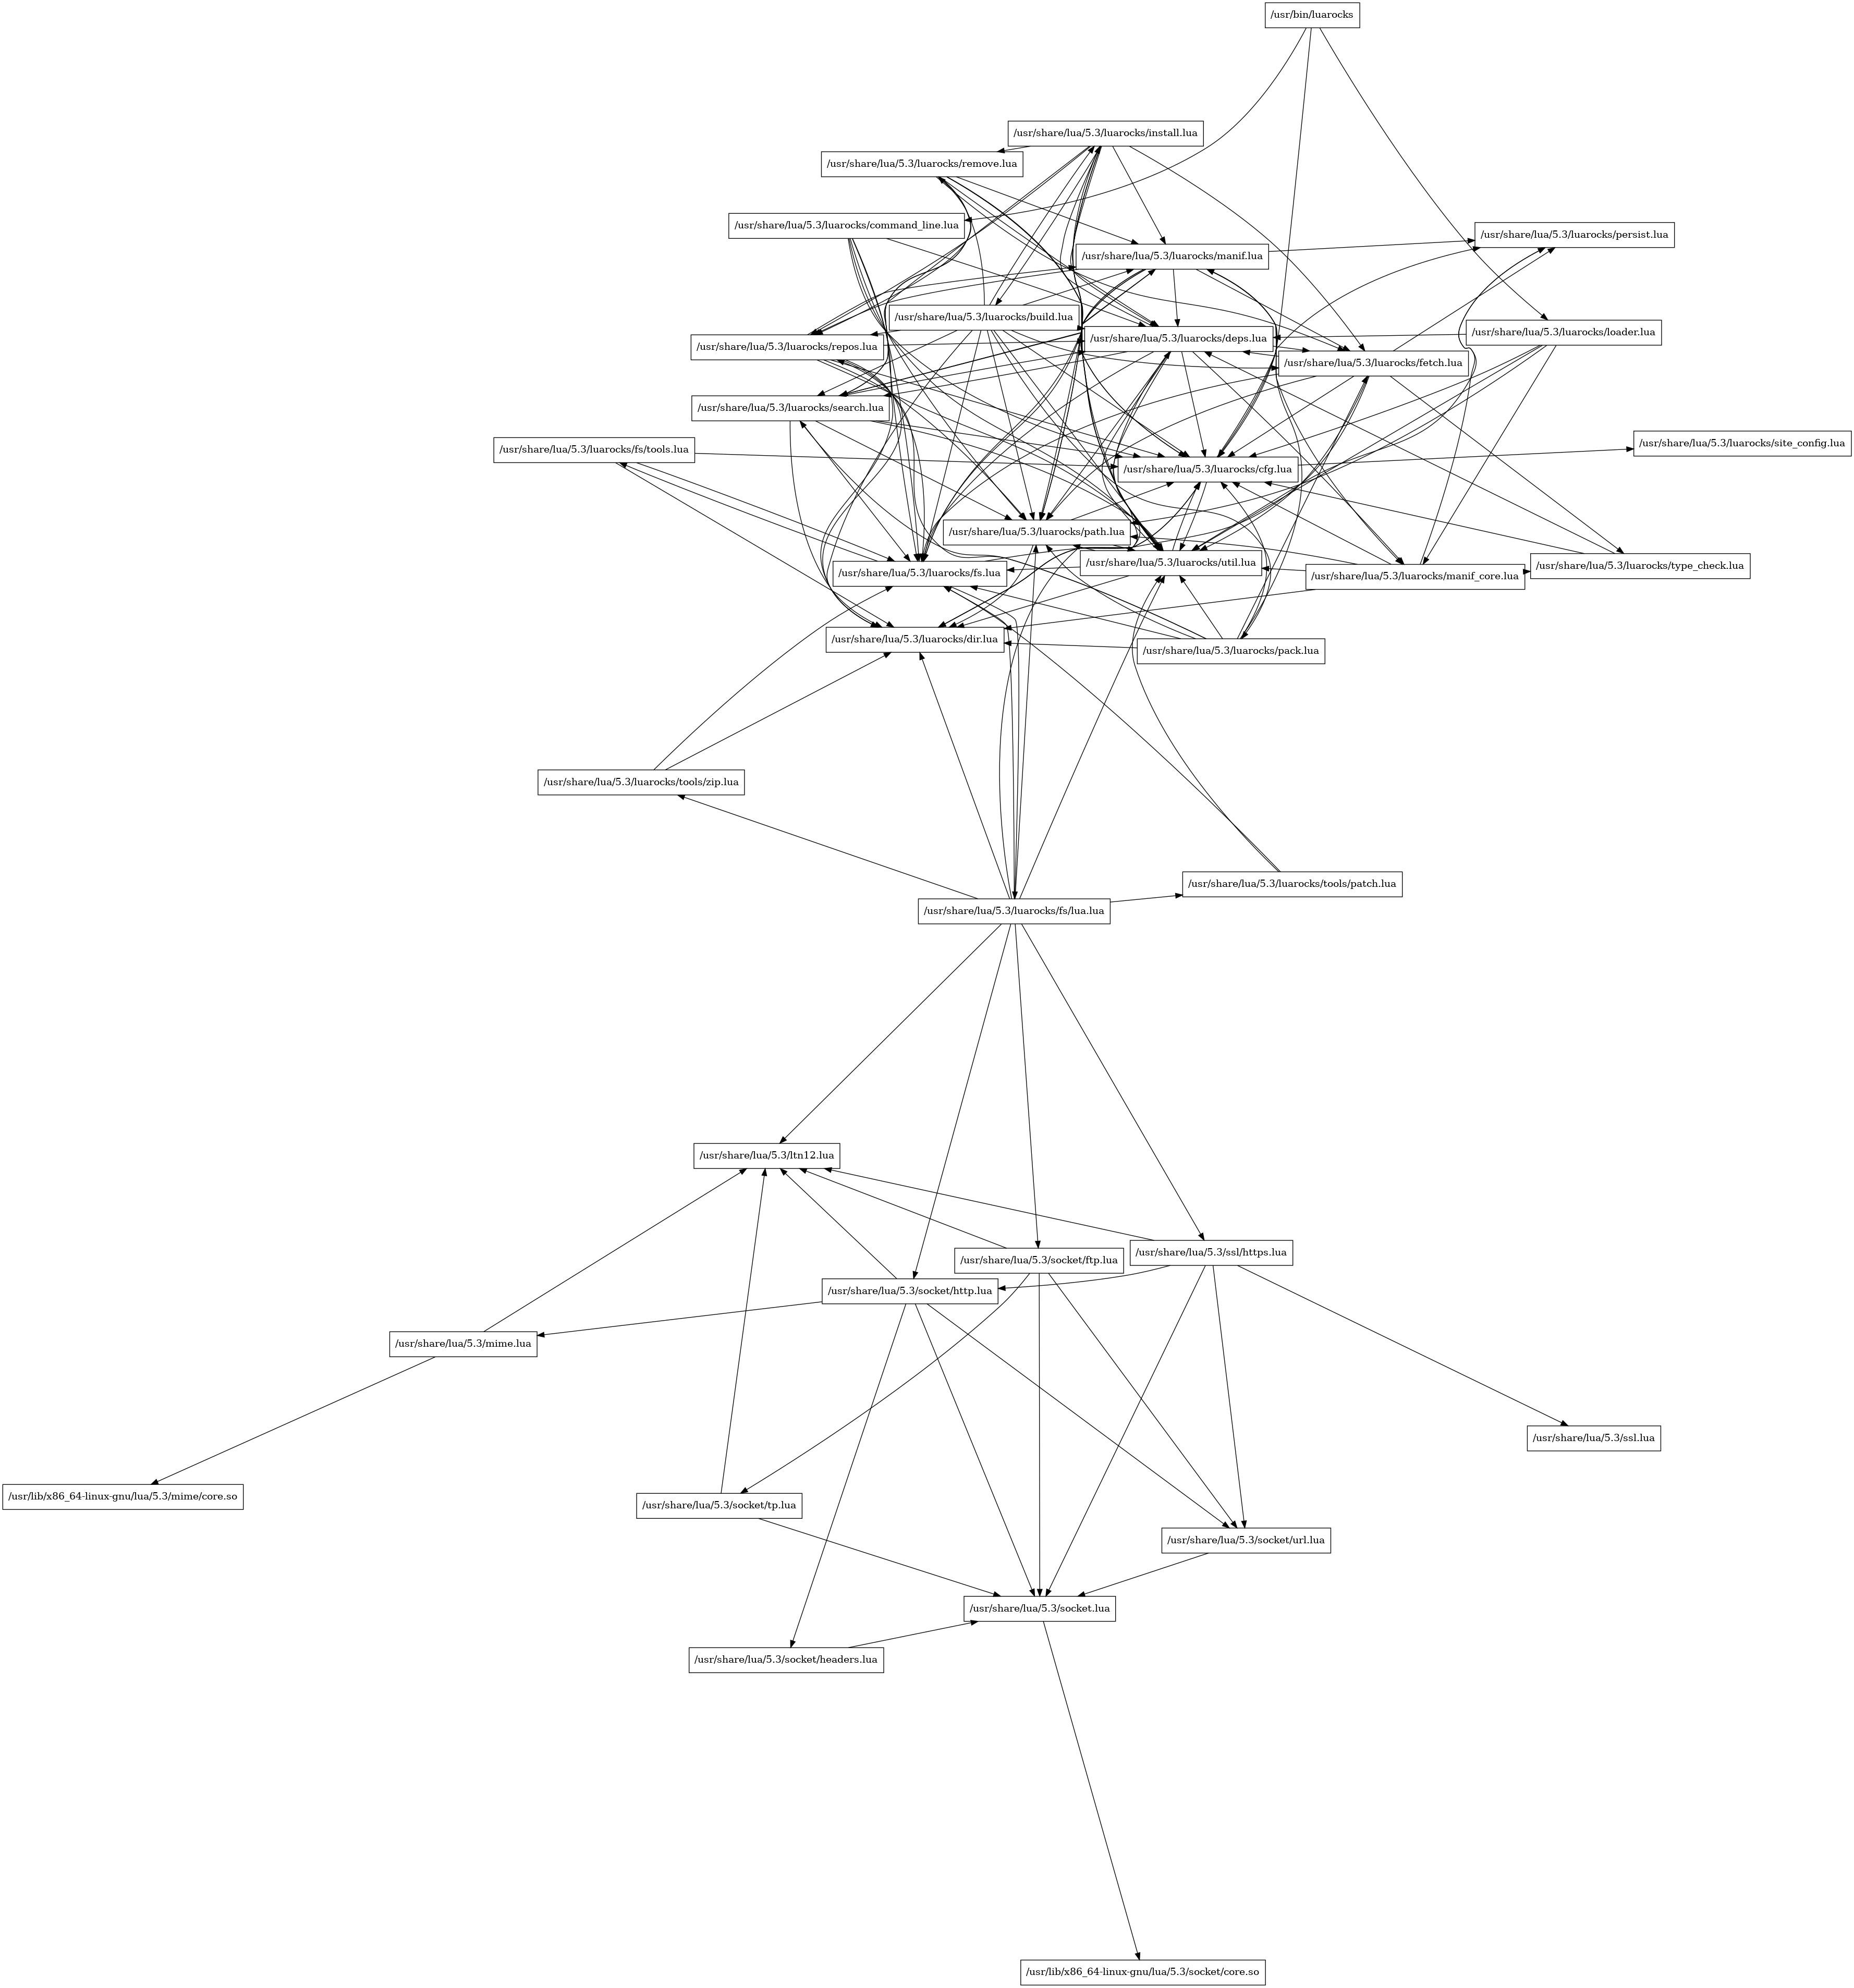 /usr/bin/luarocks
/usr/share/lua/5.3/luarocks/install.lua
/usr/share/lua/5.3/luarocks/remove.lua
/usr/share/lua/5.3/luarocks/command_line.lua
/usr/share/lua/5.3/luarocks/persist.lua
/usr/share/lua/5.3/luarocks/manif.lua
/usr/share/lua/5.3/luarocks/build.lua
/usr/share/lua/5.3/luarocks/loader.lua
/usr/share/lua/5.3/luarocks/deps.lua
/usr/share/lua/5.3/luarocks/repos.lua
/usr/share/lua/5.3/luarocks/fetch.lua
/usr/share/lua/5.3/luarocks/search.lua
/usr/share/lua/5.3/luarocks/site_config.lua
/usr/share/lua/5.3/luarocks/fs/tools.lua
/usr/share/lua/5.3/luarocks/cfg.lua
/usr/share/lua/5.3/luarocks/path.lua
/usr/share/lua/5.3/luarocks/util.lua
/usr/share/lua/5.3/luarocks/type_check.lua
/usr/share/lua/5.3/luarocks/fs.lua
/usr/share/lua/5.3/luarocks/manif_core.lua
/usr/share/lua/5.3/luarocks/dir.lua
/usr/share/lua/5.3/luarocks/pack.lua
/usr/share/lua/5.3/luarocks/tools/zip.lua
/usr/share/lua/5.3/luarocks/tools/patch.lua
/usr/share/lua/5.3/luarocks/fs/lua.lua
/usr/share/lua/5.3/ltn12.lua
/usr/share/lua/5.3/ssl/https.lua
/usr/share/lua/5.3/socket/ftp.lua
/usr/share/lua/5.3/socket/http.lua
/usr/share/lua/5.3/mime.lua
/usr/share/lua/5.3/ssl.lua
/usr/lib/x86_64-linux-gnu/lua/5.3/mime/core.so
/usr/share/lua/5.3/socket/tp.lua
/usr/share/lua/5.3/socket/url.lua
/usr/share/lua/5.3/socket.lua
/usr/share/lua/5.3/socket/headers.lua
/usr/lib/x86_64-linux-gnu/lua/5.3/socket/core.so